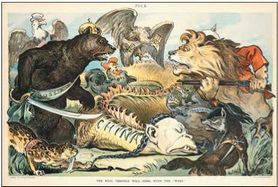 PUCK.
THE REAL TROUBLE WILL COME WITH THE "WAKE."